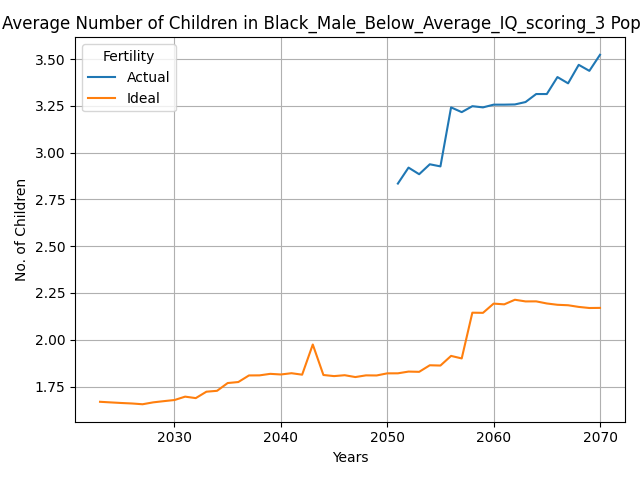 Average Number of Children in Black_Male_Below_Average_IQ_scoring_3 Pop
Fertility
Actual
Ideal
3.50
3.25
3.00
2.75
2.50
2.25
2.00
1.75
No. of Children
2030 2040 2050 2060 2070
Years